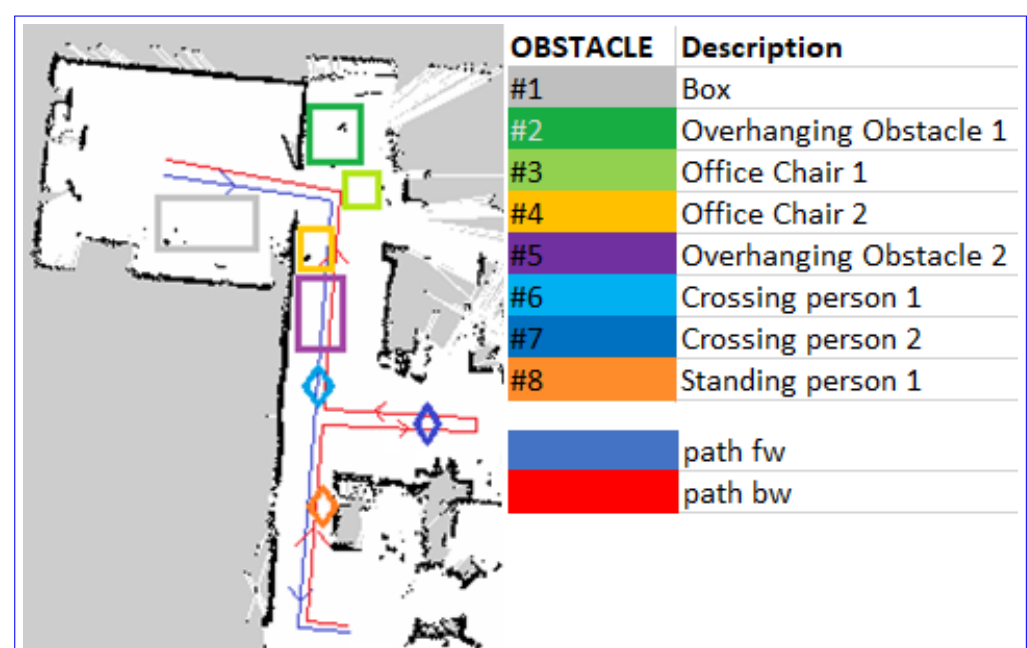 OBSTACLE Description
#1 Box
#2 Overhanging Obstacle 1
#3 Office Chair 1
#4 Office Chair 2
#5 Overhanging Obstacle 2
#6 Crossing person 1
#7 Crossing person 2
#8 Standing person 1
path fw
path bw